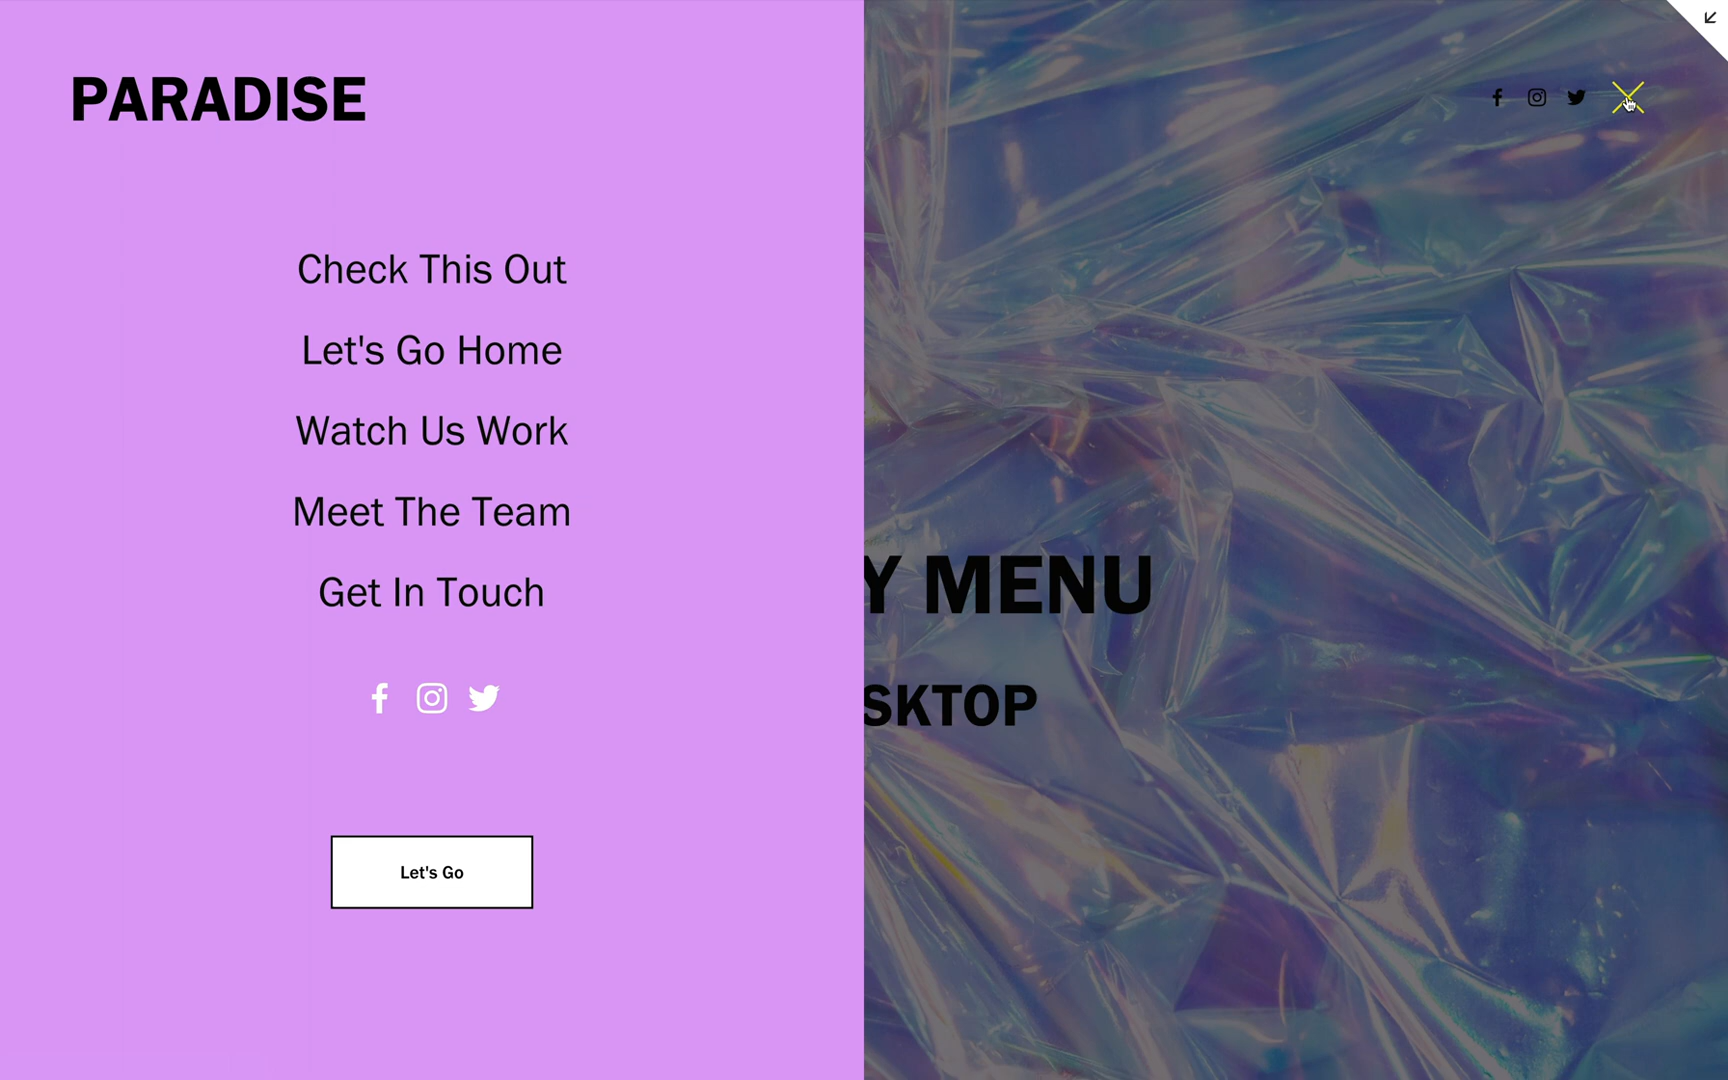 PARADISE
Check This Out
Let's Go Home
Watch Us Work
Meet The Team
Get In Touch
Y MENU
SKTOP
Let's Go